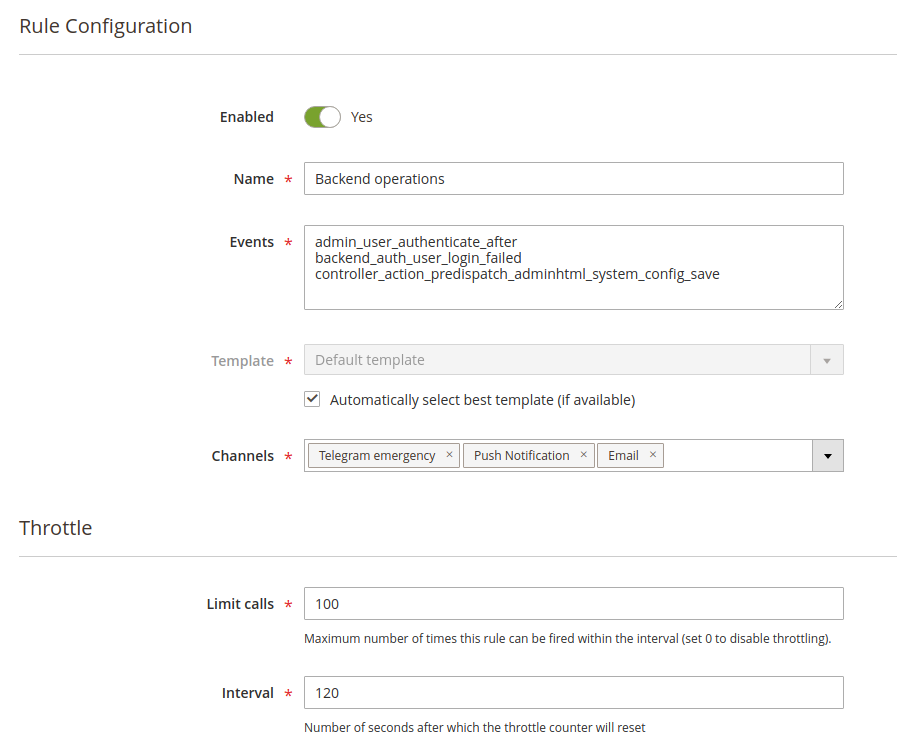 Rule Configuration
Enabled Yes
Name * Backend operations
Events * admin_user_authenticate_after
backend_auth_user_login_failed
controller_action_predispatch_adminhtml_system_config_save
Template * Default template
Automatically select best template (if available)
Channels * Telegram emergency × Push Notification × Email ×
Throttle
Limit calls * 100
Maximum number of times this rule can be fired within the interval (set 0 to disable throttling).
Interval * 120
Number of seconds after which the throttle counter will reset